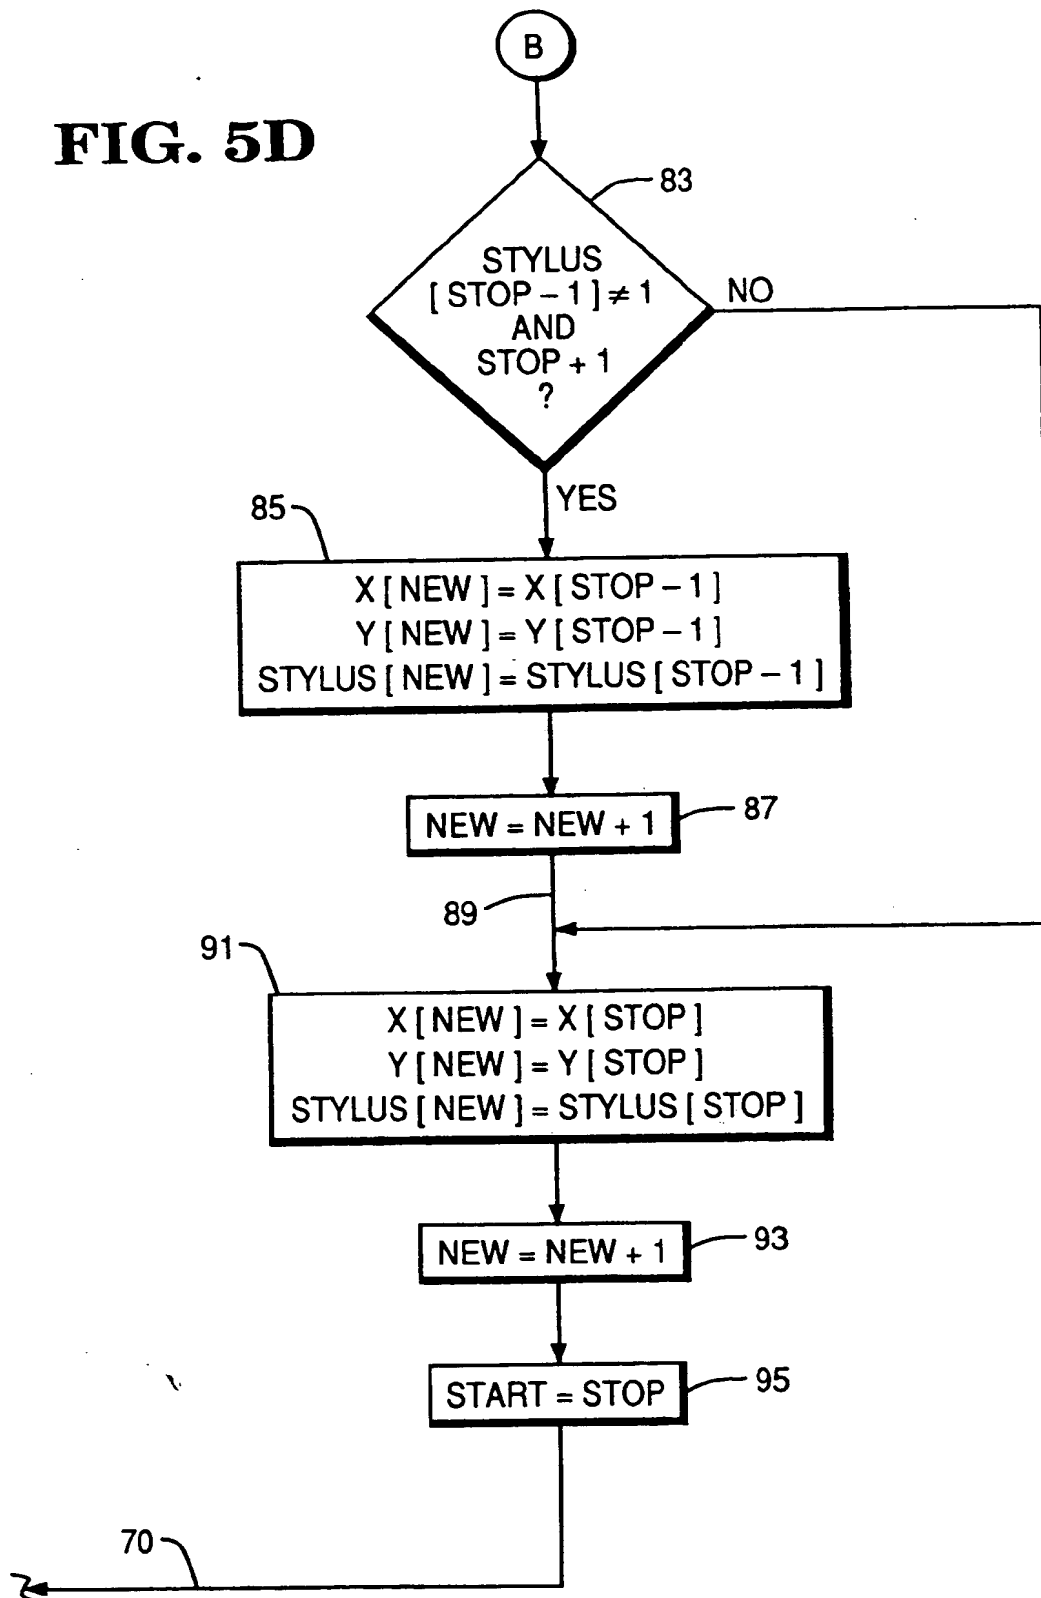 B
FIG. 5D
83
STYLUS
[ STOP – 1 ] ≠ 1
AND
STOP + 1
?
NO
YES
85
X [ NEW ] = X [ STOP – 1 ]
Y [ NEW ] = Y [ STOP – 1 ]
STYLUS [ NEW ] = STYLUS [ STOP – 1 ]
NEW = NEW + 1
87
89
91
X [ NEW ] = X [ STOP ]
Y [ NEW ] = Y [ STOP ]
STYLUS [ NEW ] = STYLUS [ STOP ]
NEW = NEW + 1
93
START = STOP
95
70